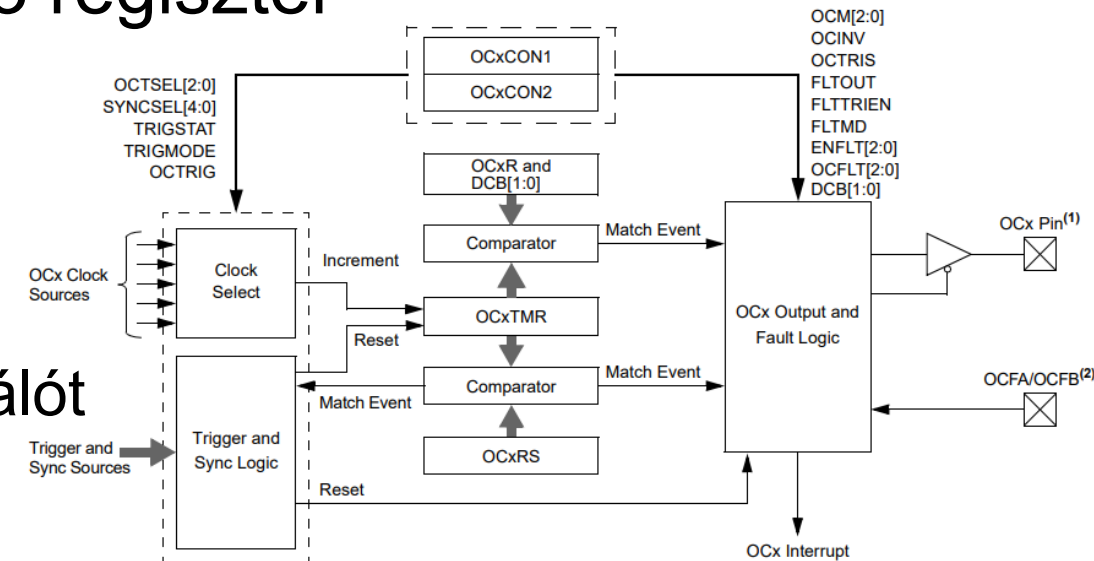 regiszter
OCM[2:0]
OCINV
OCTRIS
FLTOUT
FLTTRIEN
FLTMD
ENFLT[2:0]
OCFLT[2:0]
DCB[1:0]
OCxCON1
OCxCON2
OCTSEL[2:0]
SYNCSEL[4:0]
TRIGSTAT
TRIGMODE
OCTRIG
OCxR and
DCB[1:0]
Match Event
OCx Pin(1)
Comparator
Increment
Clock
Select
OCx Clock
Sources
OCxTMR
OCx Output and
Fault Logic
Reset
Match Event
OCFA/OCFB(2)
Comparator
Match Event
álót
Trigger and
Sync Logic
Trigger and
Sync Sources
OCxRS
Reset
OCx Interrupt